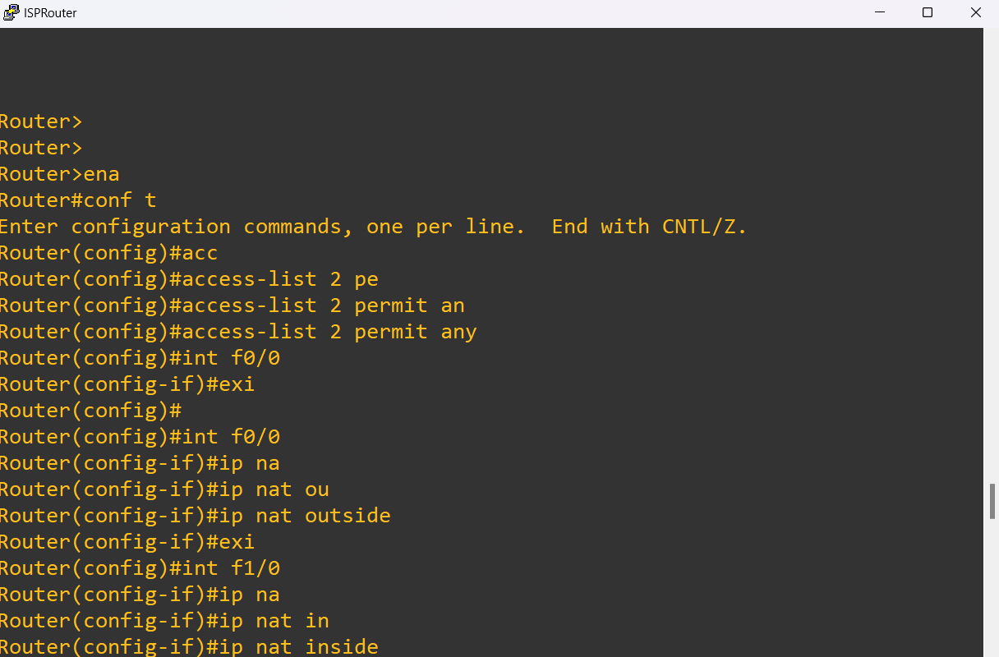 ISPRouter
Router>
Router>
Router>ena
Router#conf t
Enter configuration commands, one per line.  End with CNTL/Z.
Router(config)#acc
Router(config)#access-list 2 pe
Router(config)#access-list 2 permit an
Router(config)#access-list 2 permit any
Router(config)#int f0/0
Router(config-if)#exi
Router(config)#
Router(config)#int f0/0
Router(config-if)#ip na
Router(config-if)#ip nat ou
Router(config-if)#ip nat outside
Router(config-if)#exi
Router(config)#int f1/0
Router(config-if)#ip na
Router(config-if)#ip nat in
Router(config-if)#ip nat inside